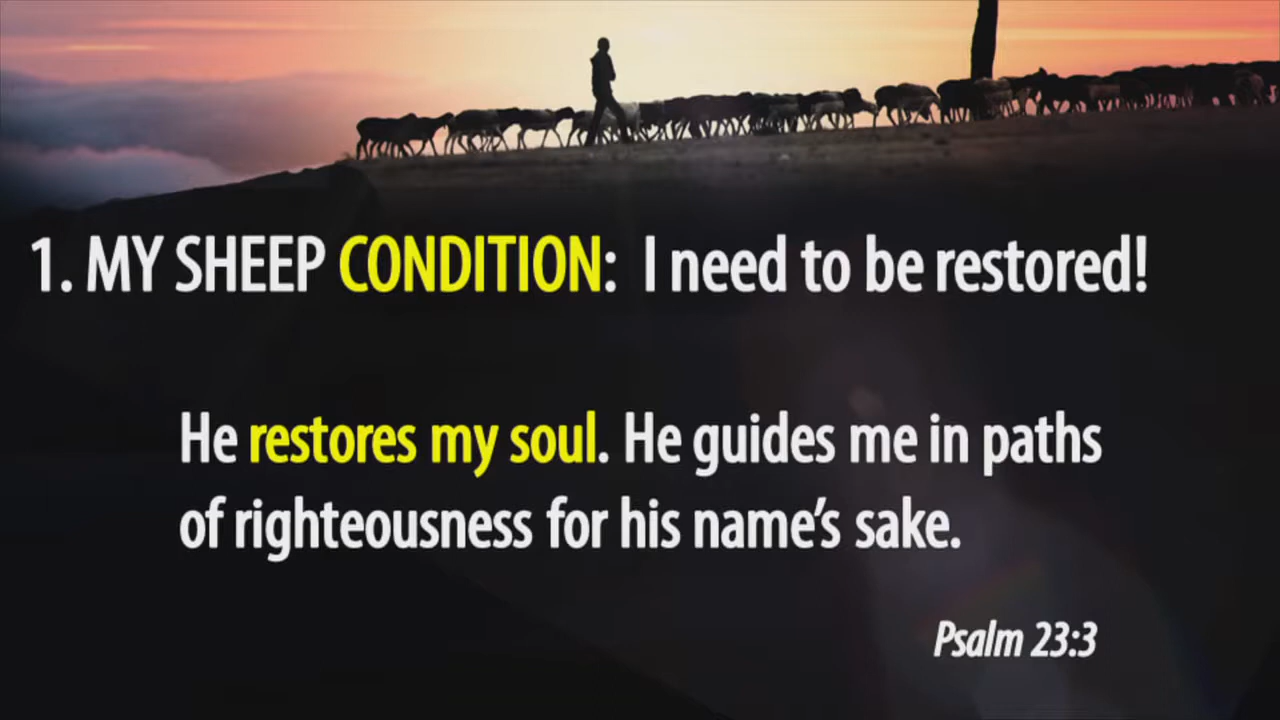 1. MY SHEEP CONDITION: I need to be restored!
He restores my soul. He guides me in paths
of righteousness for his name’s sake.
Psalm 23:3